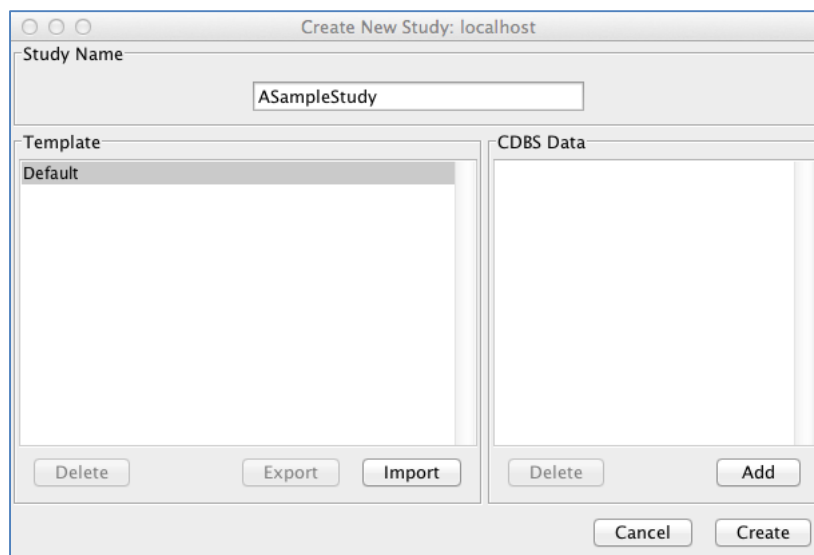 Create New Study: localhost
Study Name
ASampleStudy
Template
Default
Delete
Export
Import
CDBS Data
Delete
Add
Cancel
Create